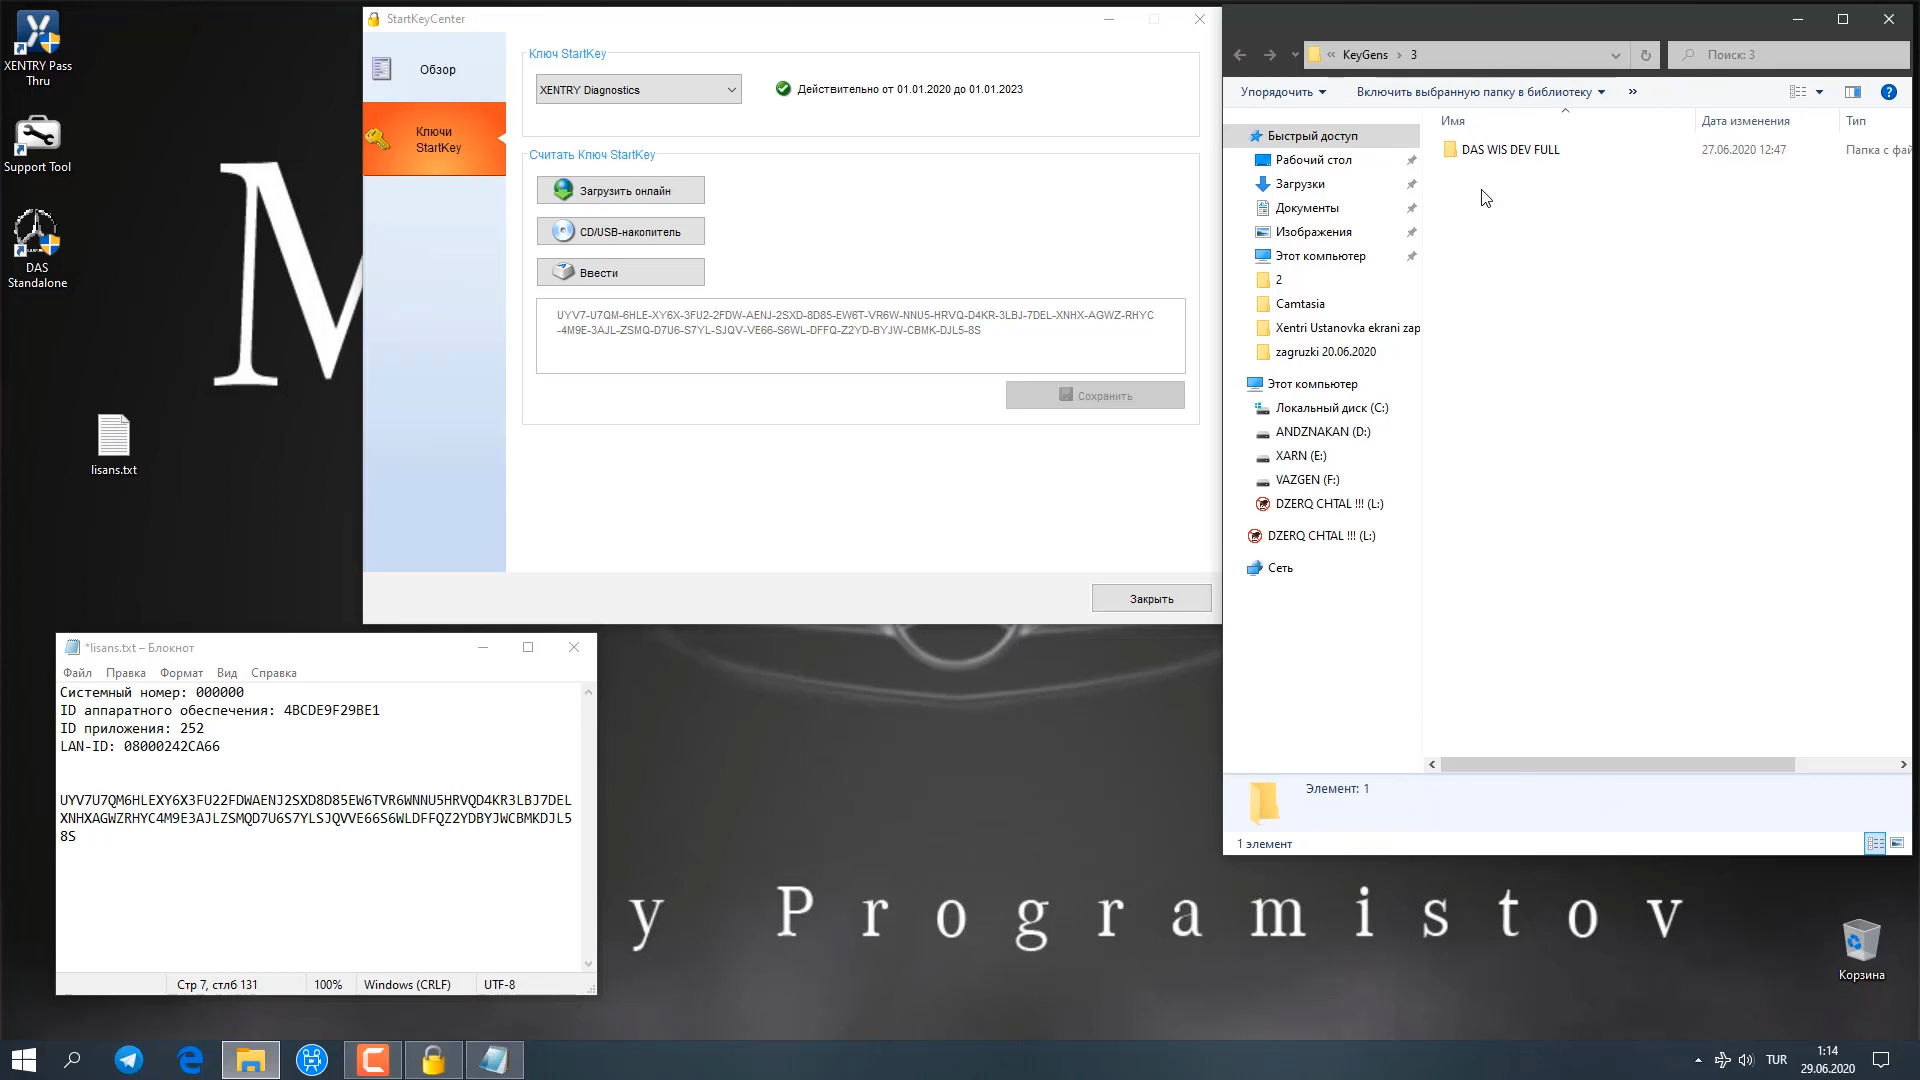 XENTRY Pass
Thru
Support Tool
DAS
Standalone
lisans.txt
M
StartKeyCenter
Обзор
Ключи
StartKey
Ключ StartKey
XENTRY Diagnostics
Действительно от 01.01.2020 до 01.01.2023
Считать Ключ StartKey
Загрузить онлайн
CD/USB-накопитель
Ввести
UYV7-U7QM-6HLE-XY6X-3FU2-2FDW-AENJ-2SXD-8D85-EW6T-VR6W-NNU5-HRVQ-D4KR-3LBJ-7DEL-XNHX-AGWZ-RHYC
-4M9E-3AJL-ZSMQ-D7U6-S7YL-SJQV-VE66-S6WL-DFFQ-Z2YD-BYJW-CBMK-DJL5-8S
Сохранить
Закрыть
« KeyGens › 3
Поиск: 3
Упорядочить
Включить выбранную папку в библиотеку
»
Имя
Дата изменения
Тип
DAS WIS DEV FULL
27.06.2020 12:47
Папка с фай
Быстрый доступ
Рабочий стол
Загрузки
Документы
Изображения
Этот компьютер
2
Camtasia
Xentri Ustanovka ekrani zap
zagruzki 20.06.2020
Этот компьютер
Локальный диск (C:)
ANDZNAKAN (D:)
XARN (E:)
VAZGEN (F:)
DZERQ CHTAL !!! (L:)
DZERQ CHTAL !!! (L:)
Сеть
Элемент: 1
1 элемент
*lisans.txt – Блокнот
Файл Правка Формат Вид Справка
Системный номер: 000000
ID аппаратного обеспечения: 4BCDE9F29BE1
ID приложения: 252
LAN-ID: 08000242CA66
UYV7U7QM6HLEXY6X3FU22FDWAENJ2SXD8D85EW6TVR6WNNU5HRVQD4KR3LBJ7DEL
XNHXAGWZRHYC4M9E3AJLZSMQD7U6S7YLSJQVVE66S6WLDFFQZ2YDBYJWCBMKDJL5
8S
Стр 7, стлб 131
100%
Windows (CRLF)
UTF-8
y Programistov
Корзина
TUR
1:14
29.06.2020